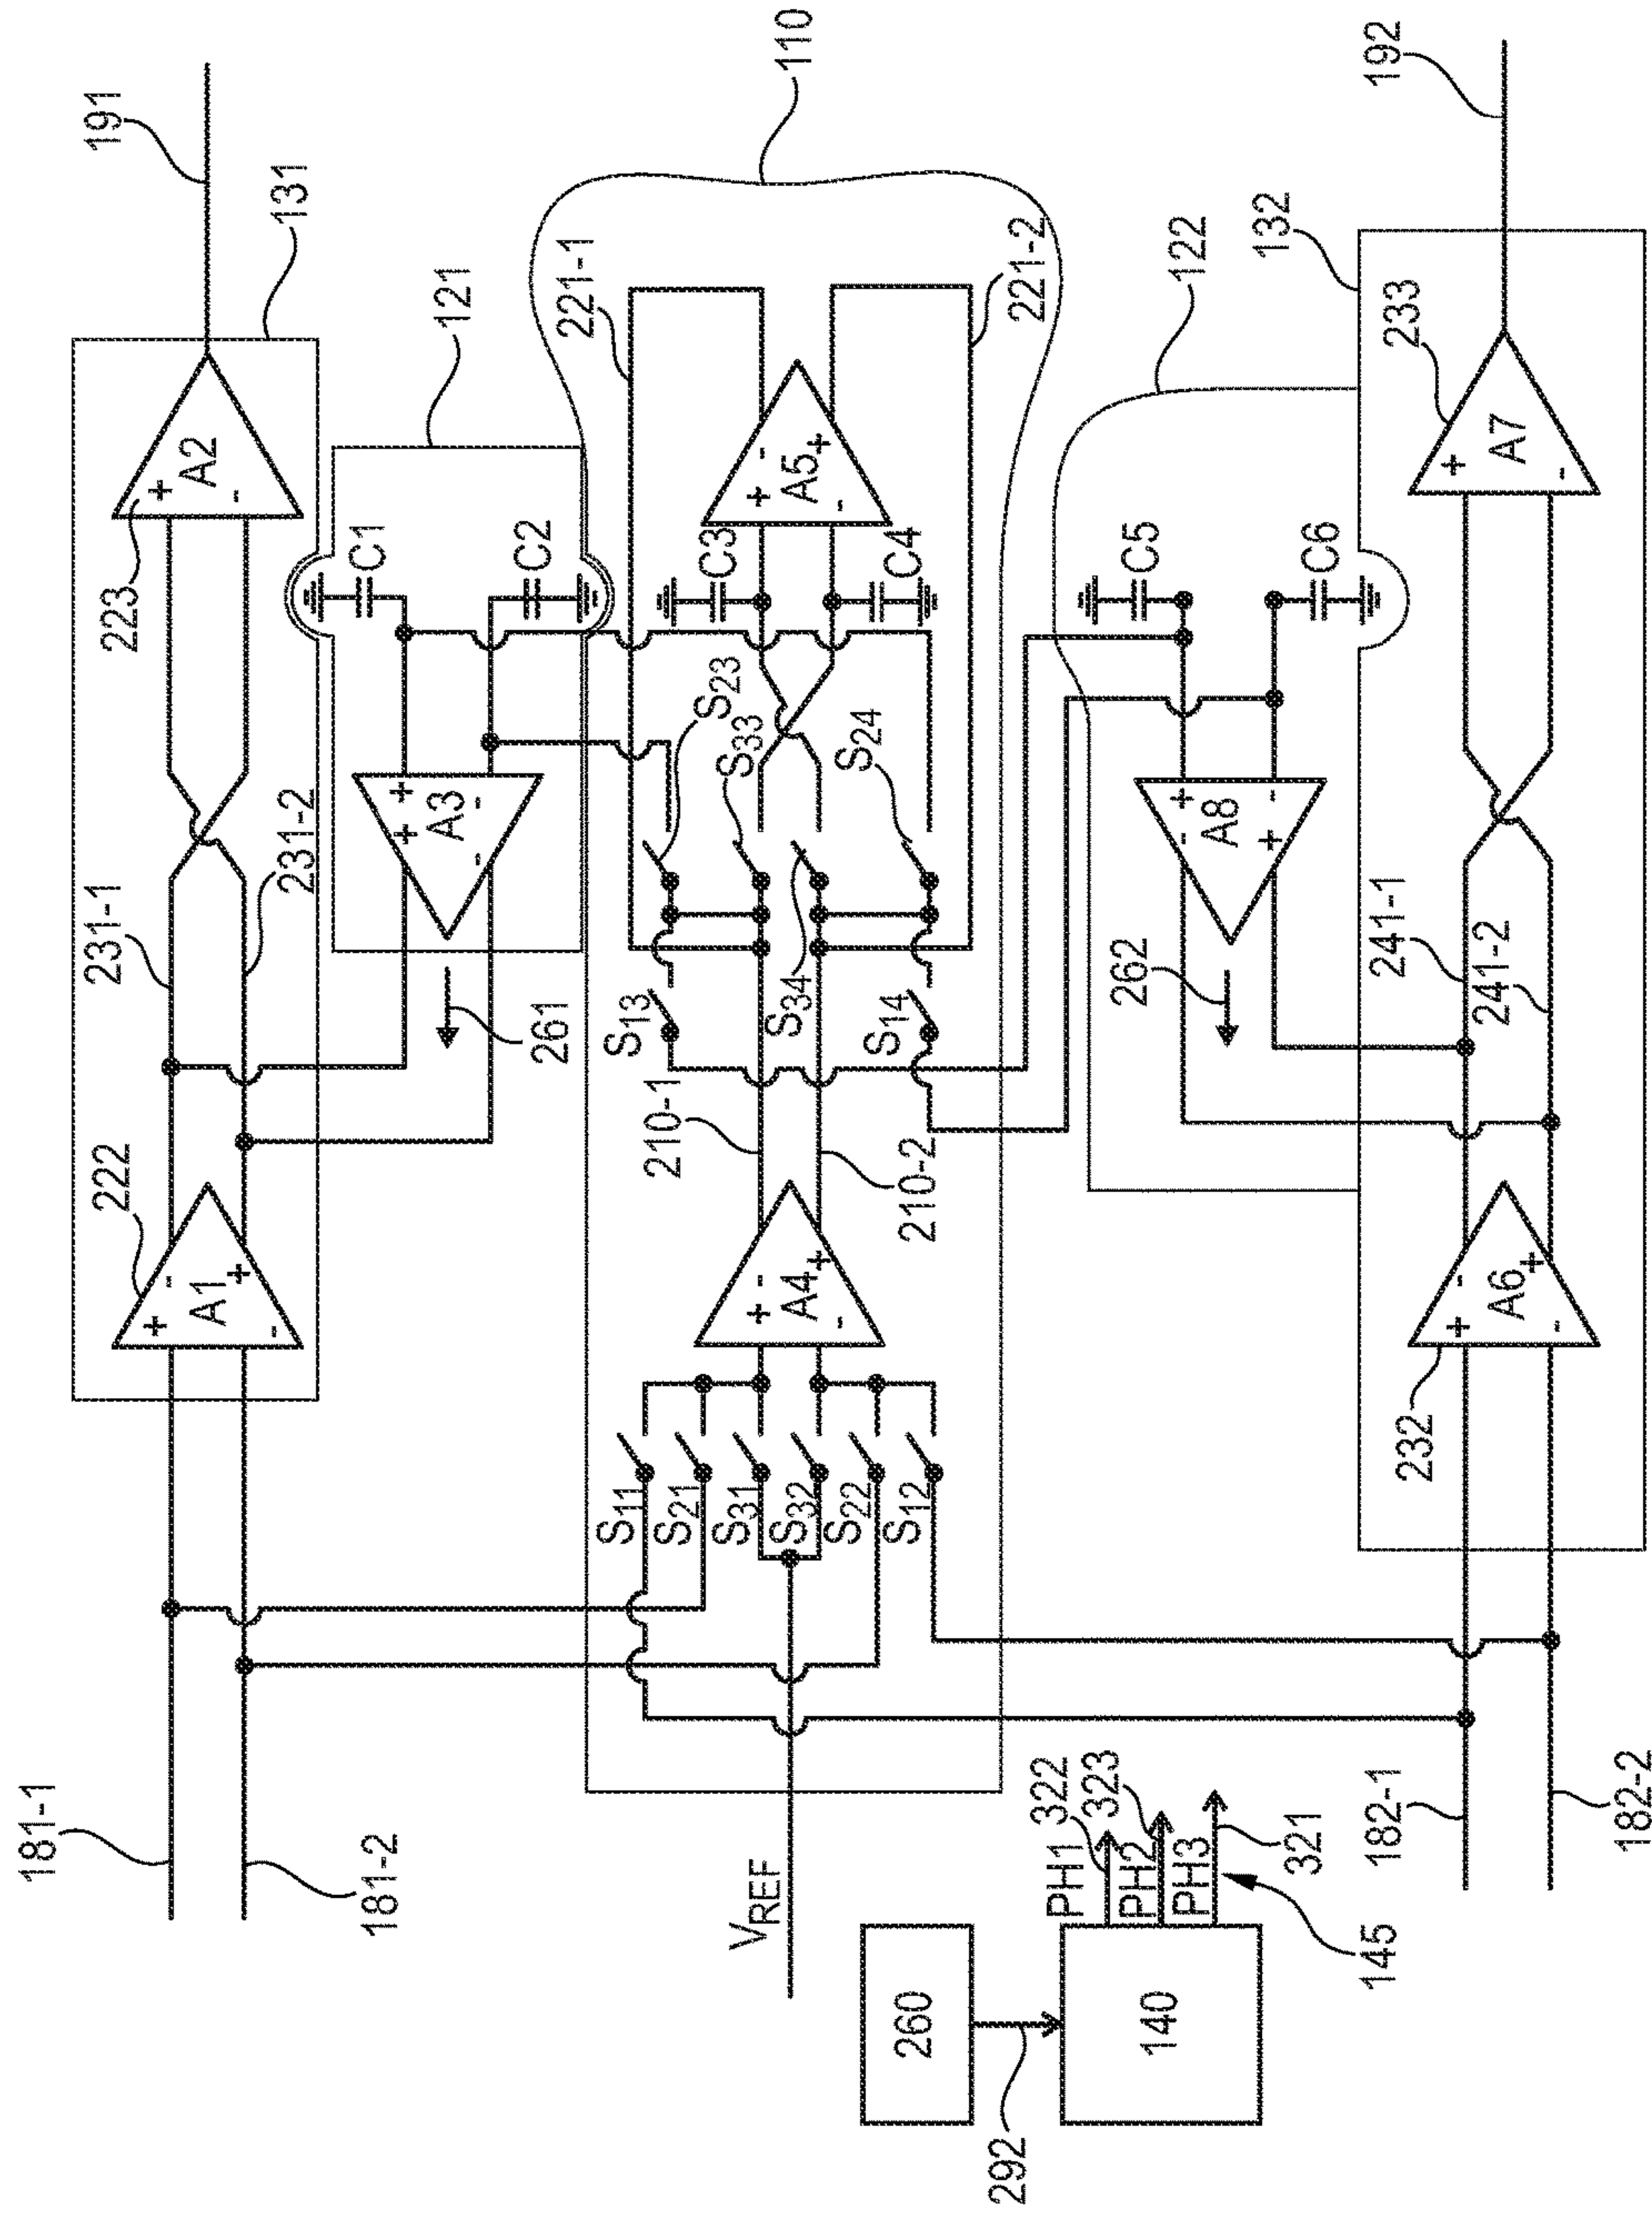 191
131
A2
+
-
223
231-1
231-2
222
A1
+
-
-
+
181-1
181-2
121
C1
C2
A3
+
-
+
-
261
110
221-1
221-2
A5
+
-
-
+
C3
C4
S23
S33
S34
S24
S13
S14
210-1
210-2
A4
+
-
-
+
S11
S21
S31
S32
S22
S12
VREF
122
C5
C6
A8
+
-
-
+
262
192
132
233
A7
+
-
241-1
241-2
A6
+
-
-
+
232
182-1
182-2
260
292
140
PH1
322
PH2
323
PH3
321
145